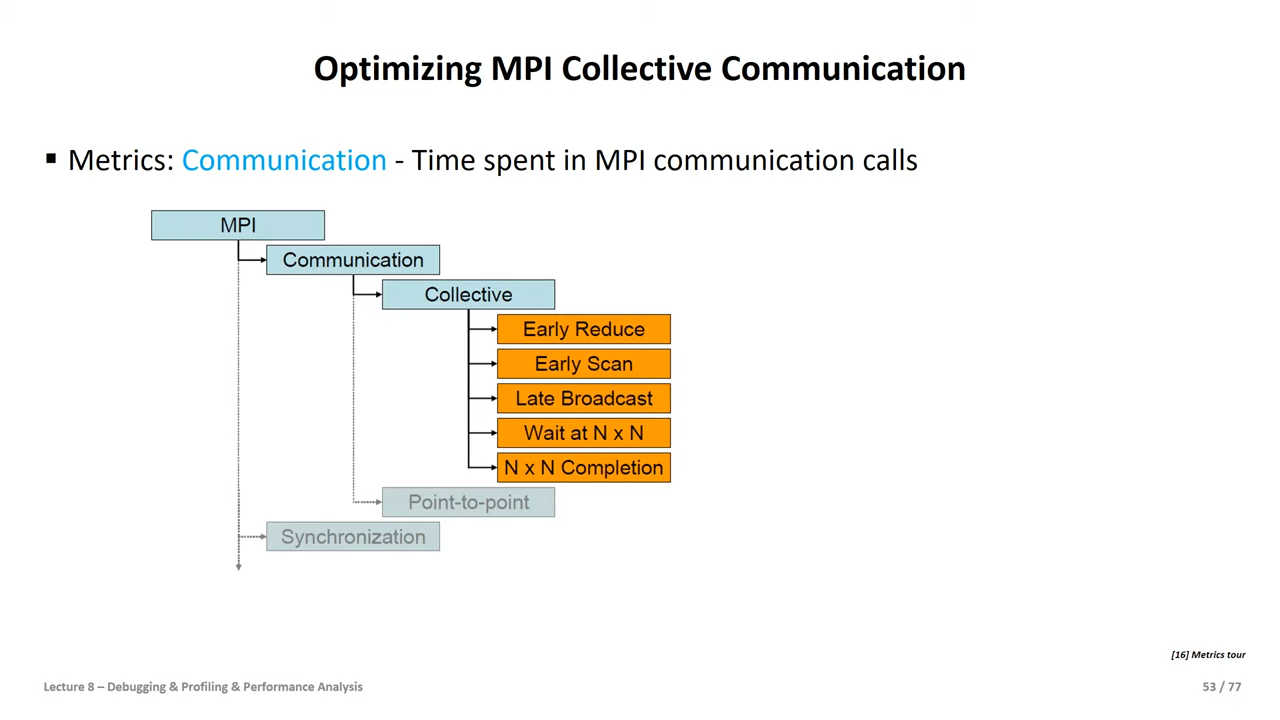 Optimizing MPI Collective Communication
▪ Metrics: Communication - Time spent in MPI communication calls
MPI
Communication
Collective
Early Reduce
Early Scan
Late Broadcast
Wait at N x N
N x N Completion
Point-to-point
Synchronization
[16] Metrics tour
Lecture 8 – Debugging & Profiling & Performance Analysis
53 / 77